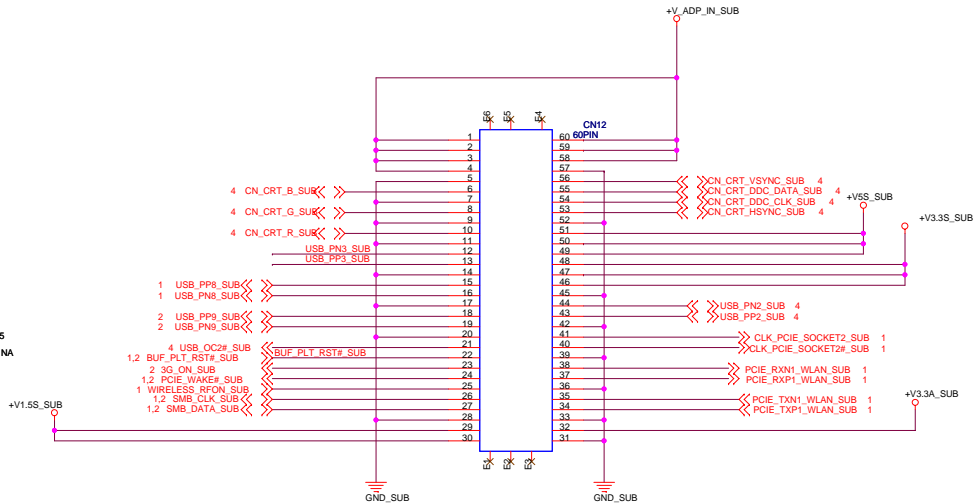 +V_ADP_IN_SUB
E6 E5 E4
CN12
60PIN
1 60
2 59
3 58
4 57
5 56 CN_CRT_VSYNC_SUB 4
4 CN_CRT_B_SUB 6 55 CN_CRT_DDC_DATA_SUB 4
7 54 CN_CRT_DDC_CLK_SUB 4
4 CN_CRT_G_SUB 8 53 CN_CRT_HSYNC_SUB 4
+V5S_SUB
9 52
+V3.3S_SUB
4 CN_CRT_R_SUB 10 51
11 50
USB_PN3_SUB 12 49
USB_PP3_SUB 13 48
14 47
1 USB_PP8_SUB 15 46
1 USB_PN8_SUB 16 45
17 44 USB_PN2_SUB 4
2 USB_PP9_SUB 18 43 USB_PP2_SUB 4
2 USB_PN9_SUB 19 42
5
20 41 CLK_PCIE_SOCKET2_SUB 1
4 USB_OC2#_SUB 21 40 CLK_PCIE_SOCKET2#_SUB 1
NA
1,2 BUF_PLT_RST#_SUB BUF_PLT_RST#_SUB 22 39
2 3G_ON_SUB 23 38 PCIE_RXN1_WLAN_SUB 1
1,2 PCIE_WAKE#_SUB 24 37 PCIE_RXP1_WLAN_SUB 1
1 WIRELESS_RFON_SUB 25 36
1,2 SMB_CLK_SUB 26 35 PCIE_TXN1_WLAN_SUB 1
+V3.3A_SUB
1,2 SMB_DATA_SUB 27 34 PCIE_TXP1_WLAN_SUB 1
+V1.5S_SUB
28 33
29 32
30 31
E1 E2 E3
GND_SUB GND_SUB